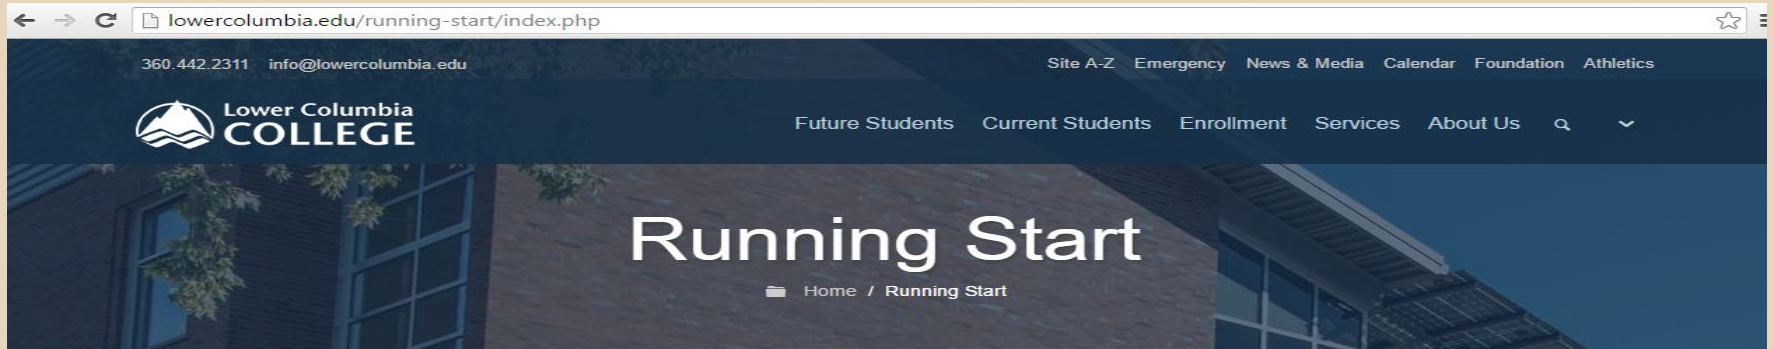 lowercolumbia.edu/running-start/index.php
360.442.2311 info@lowercolumbia.edu Site A-Z Emergency News & Media Calendar Foundation Athletics
Lower Columbia
COLLEGE
Future Students Current Students Enrollment Services About Us
Running Start
Home / Running Start